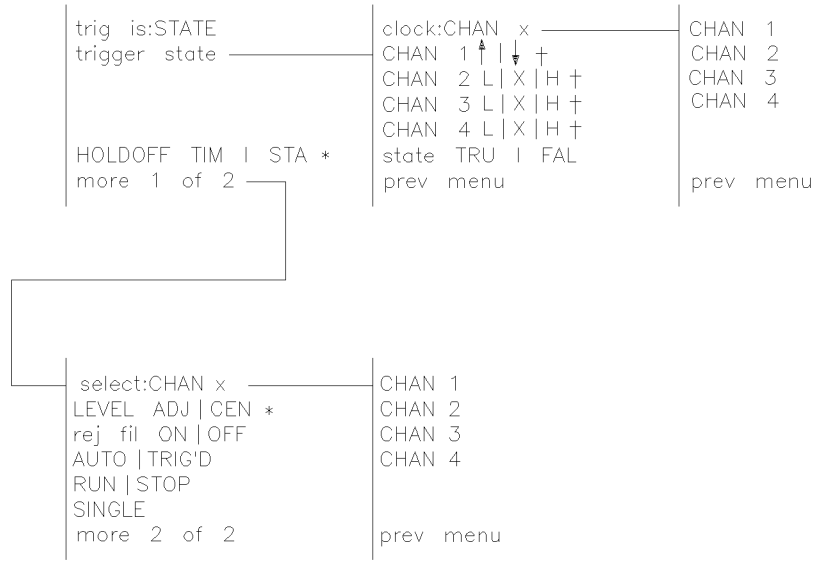 trig is:STATE
trigger state
HOLDOFF TIM | STA *
more 1 of 2
clock:CHAN x
CHAN 1 ↑ | ↓ †
CHAN 2 L | X | H †
CHAN 3 L | X | H †
CHAN 4 L | X | H †
state TRU | FAL
prev menu
CHAN 1
CHAN 2
CHAN 3
CHAN 4
prev menu
select:CHAN x
LEVEL ADJ | CEN *
rej fil ON | OFF
AUTO | TRIG'D
RUN | STOP
SINGLE
more 2 of 2
CHAN 1
CHAN 2
CHAN 3
CHAN 4
prev menu